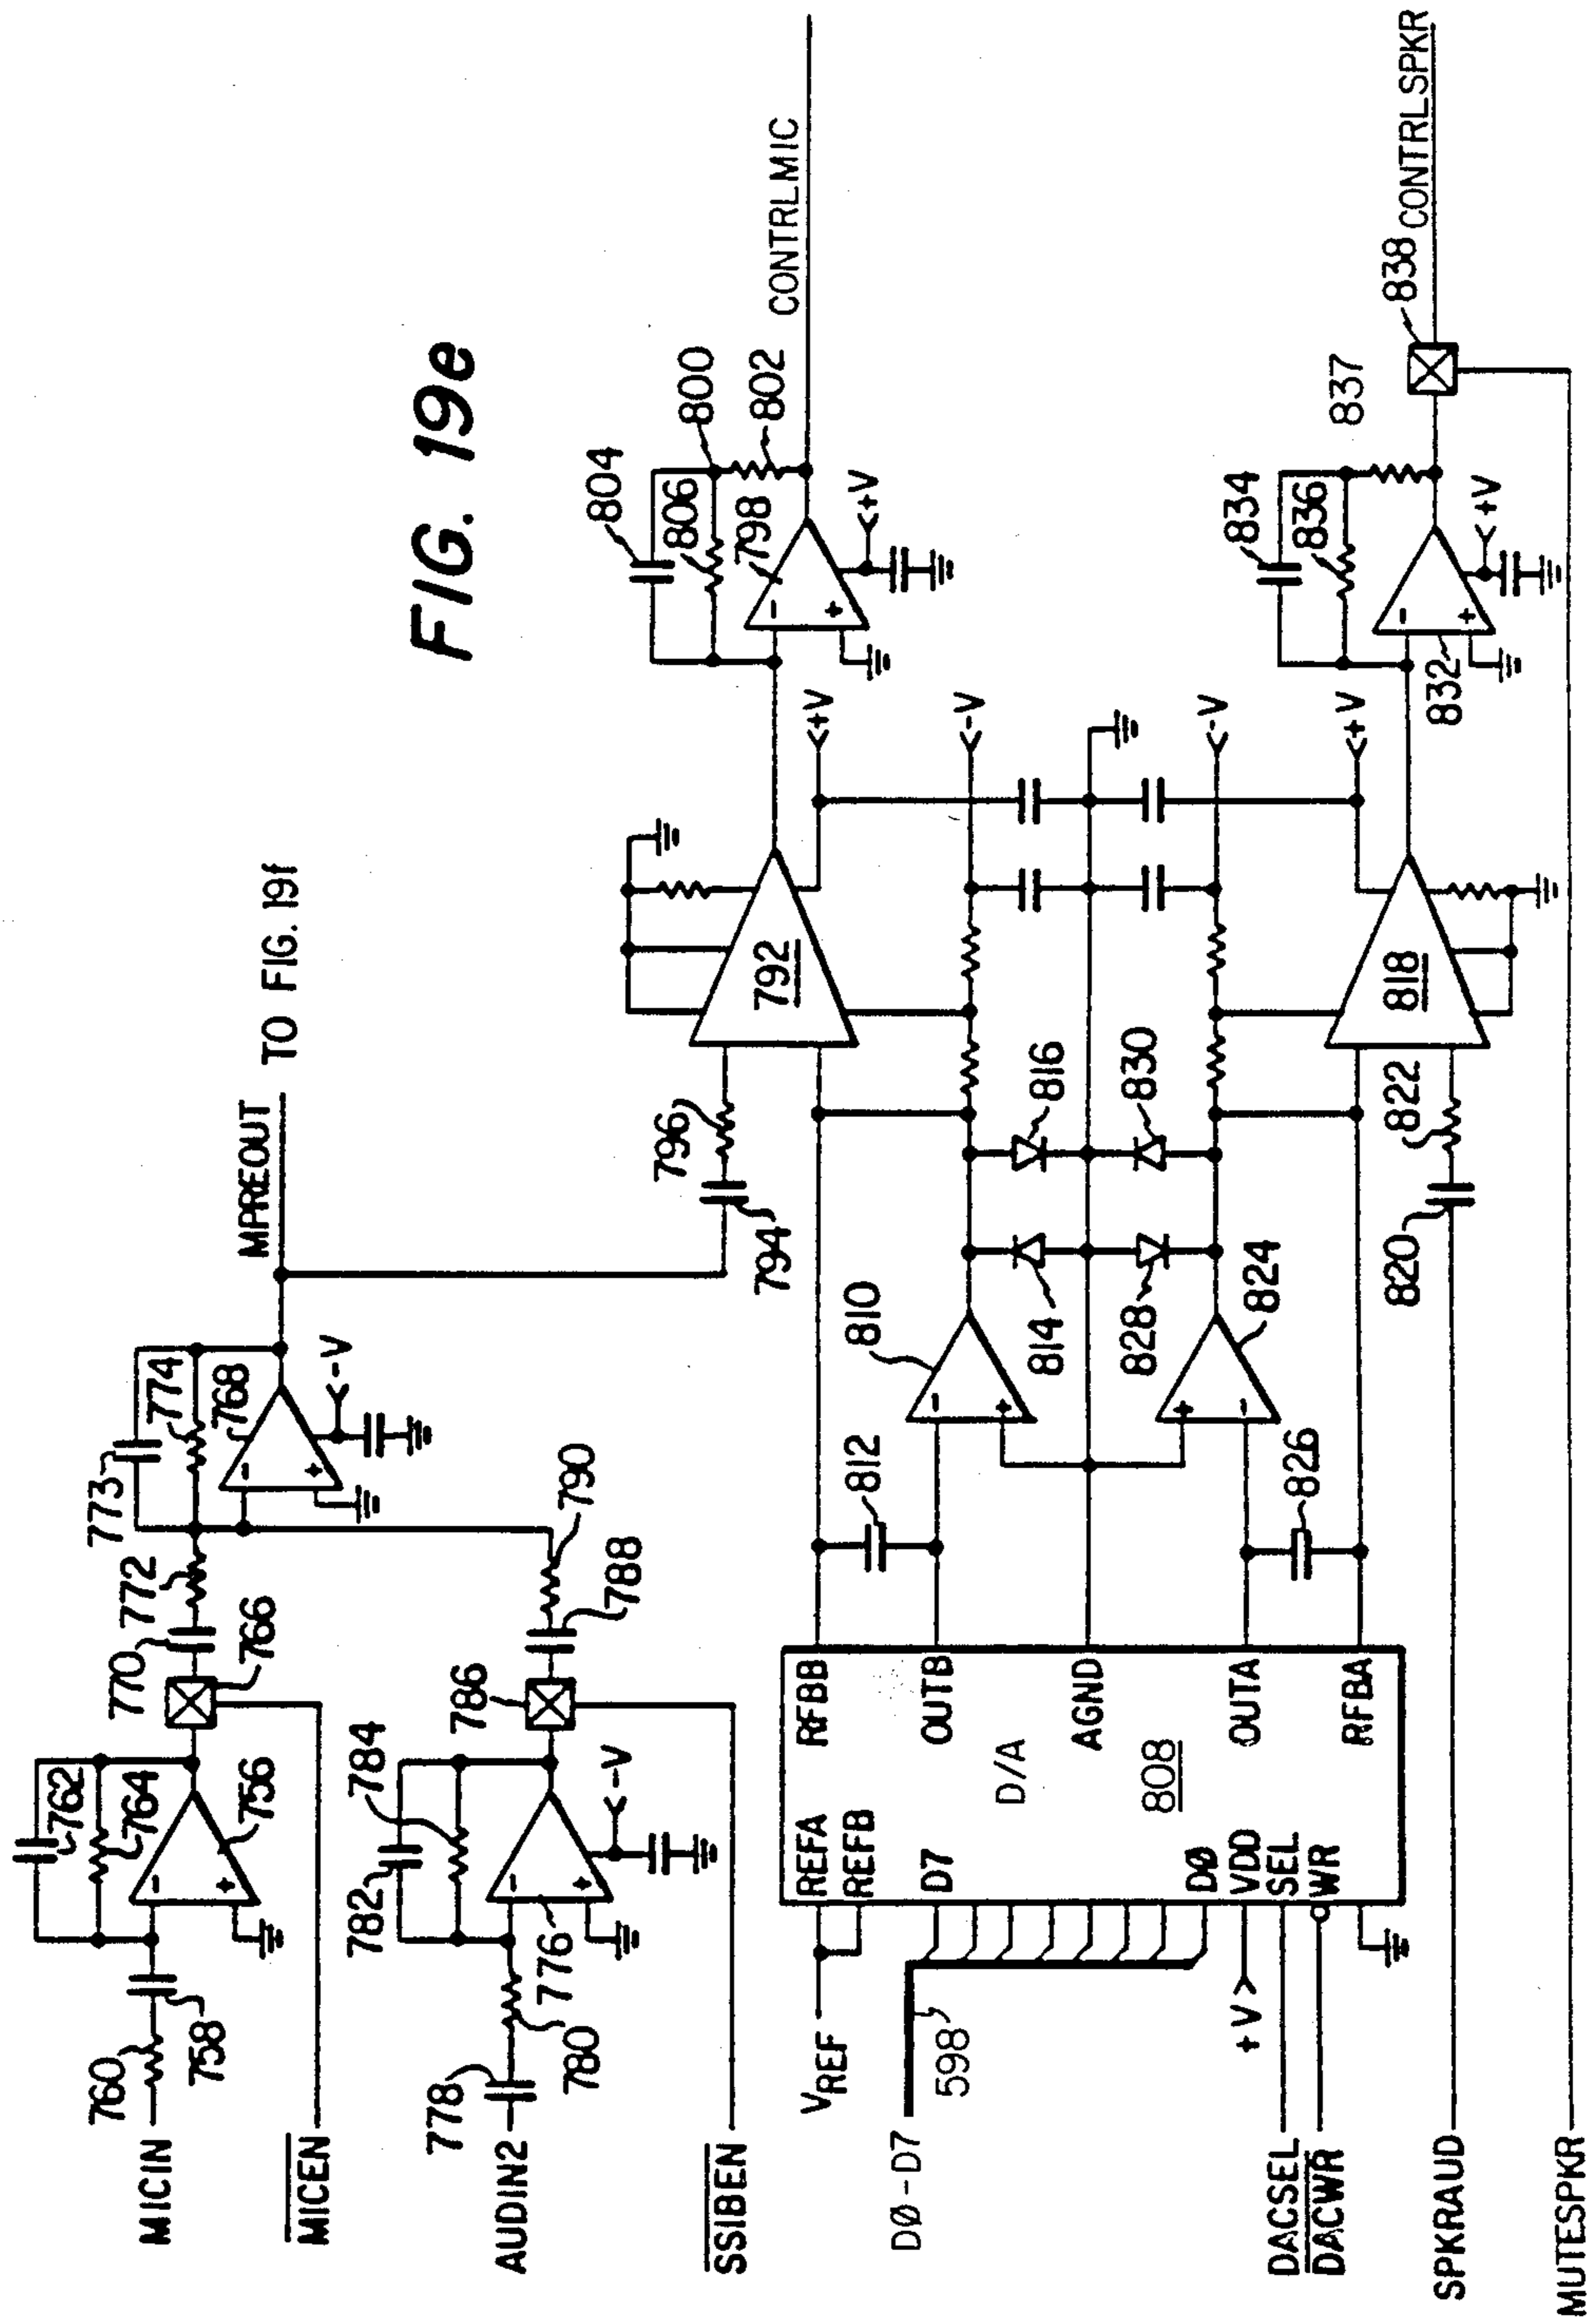 FIG. 19e
MICIN
760
758
762
764
756
766
770
772
773
774
768
-V
MPREOUT
TO FIG. 19f
MICEN
AUDIN2
778
780
776
782
784
-V
786
788
790
SSIBEN
794
796
792
+V
804
806
798
800
802
+V
CONTRLMIC
VREF
DØ-D7
598
+V
DACSEL
DACWR
REFA
REFB
D7
DØ
VDD
SEL
WR
D/A
808
RFBB
OUTB
AGND
OUTA
RFBA
812
810
814
816
-V
826
824
828
830
-V
SPKRAUD
820
822
818
+V
832
834
836
+V
837
838
CONTRLSPKR
MUTESPKR